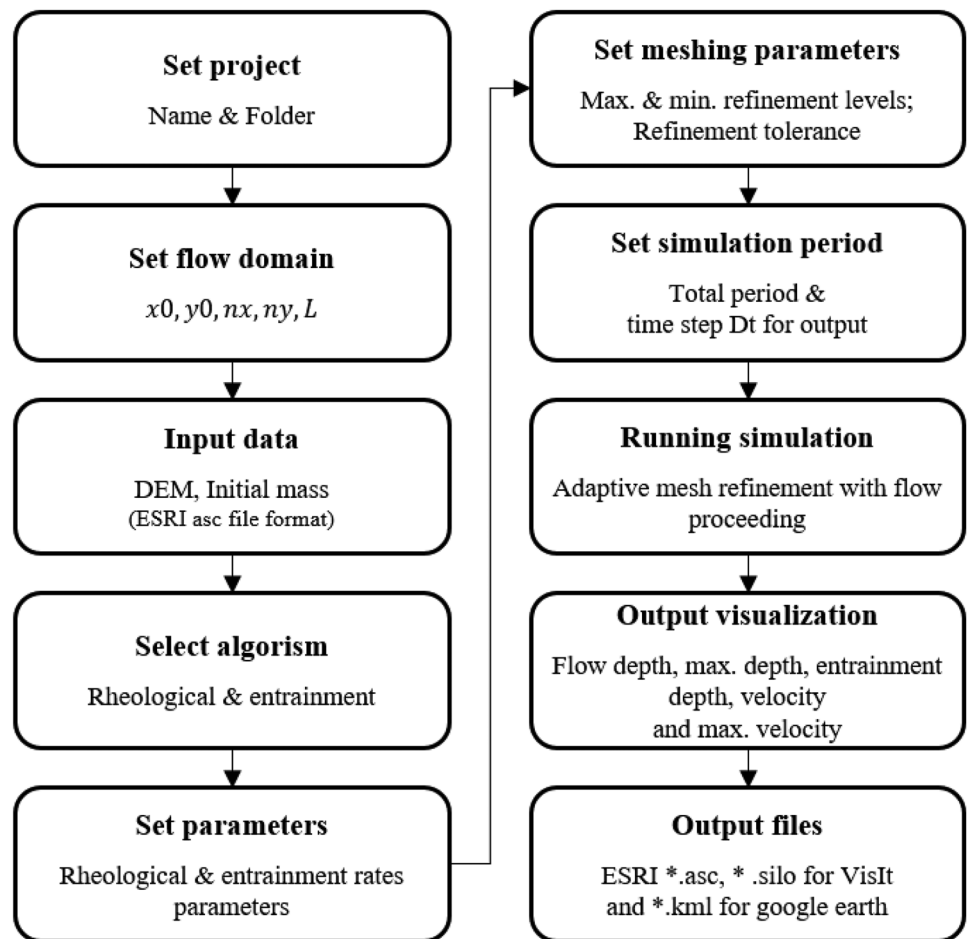 Set project
Name & Folder
Set flow domain
x0, y0, nx, ny, L
Input data
DEM, Initial mass
(ESRI asc file format)
Select algorism
Rheological & entrainment
Set parameters
Rheological & entrainment rates
parameters
Set meshing parameters
Max. & min. refinement levels;
Refinement tolerance
Set simulation period
Total period &
time step Dt for output
Running simulation
Adaptive mesh refinement with flow
proceeding
Output visualization
Flow depth, max. depth, entrainment
depth, velocity
and max. velocity
Output files
ESRI *.asc, * .silo for VisIt
and *.kml for google earth